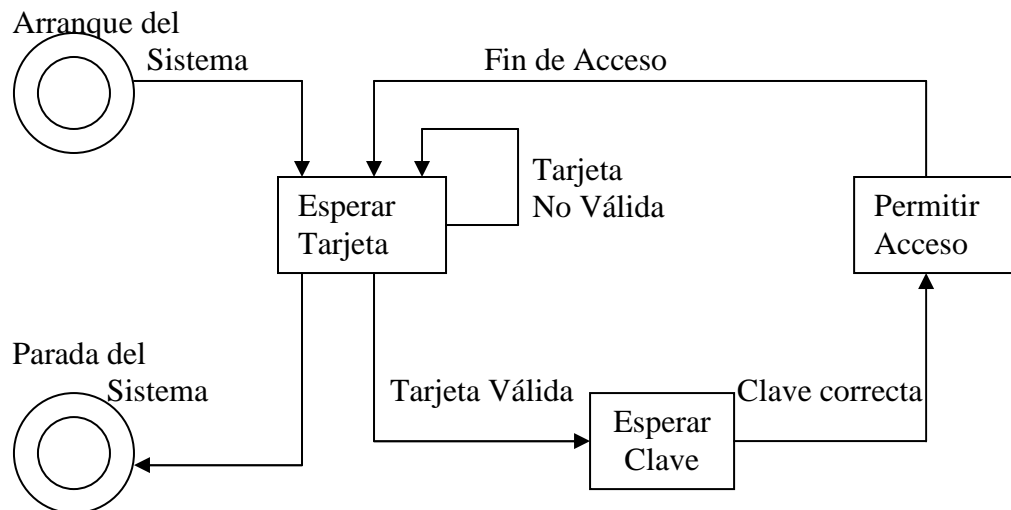 Arranque del
Sistema
Fin de Acceso
Tarjeta
No Válida
Esperar
Tarjeta
Permitir
Acceso
Parada del
Sistema
Tarjeta Válida
Clave correcta
Esperar
Clave